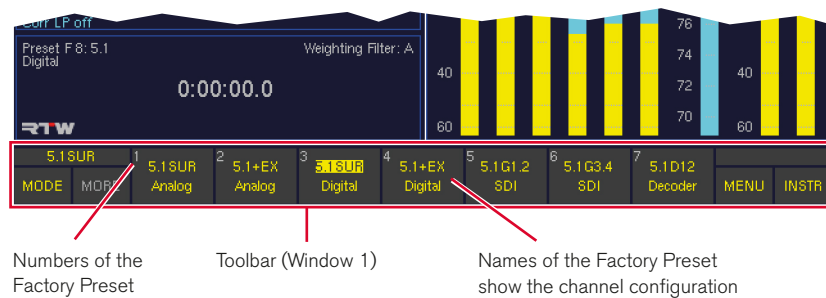 Corr LP off
Preset F 8: 5.1 Weighting Filter: A
Digital
0:00:00.0
RTW
40
60
76
74
72
70
40
60
5.1SUR
MODE MORE
1 5.1SUR Analog
2 5.1+EX Analog
3 5.1SUR Digital
4 5.1+EX Digital
5 5.1G1.2 SDI
6 5.1G3.4 SDI
7 5.1D12 Decoder
MENU INSTR
Numbers of the
Factory Preset
Toolbar (Window 1)
Names of the Factory Preset
show the channel configuration